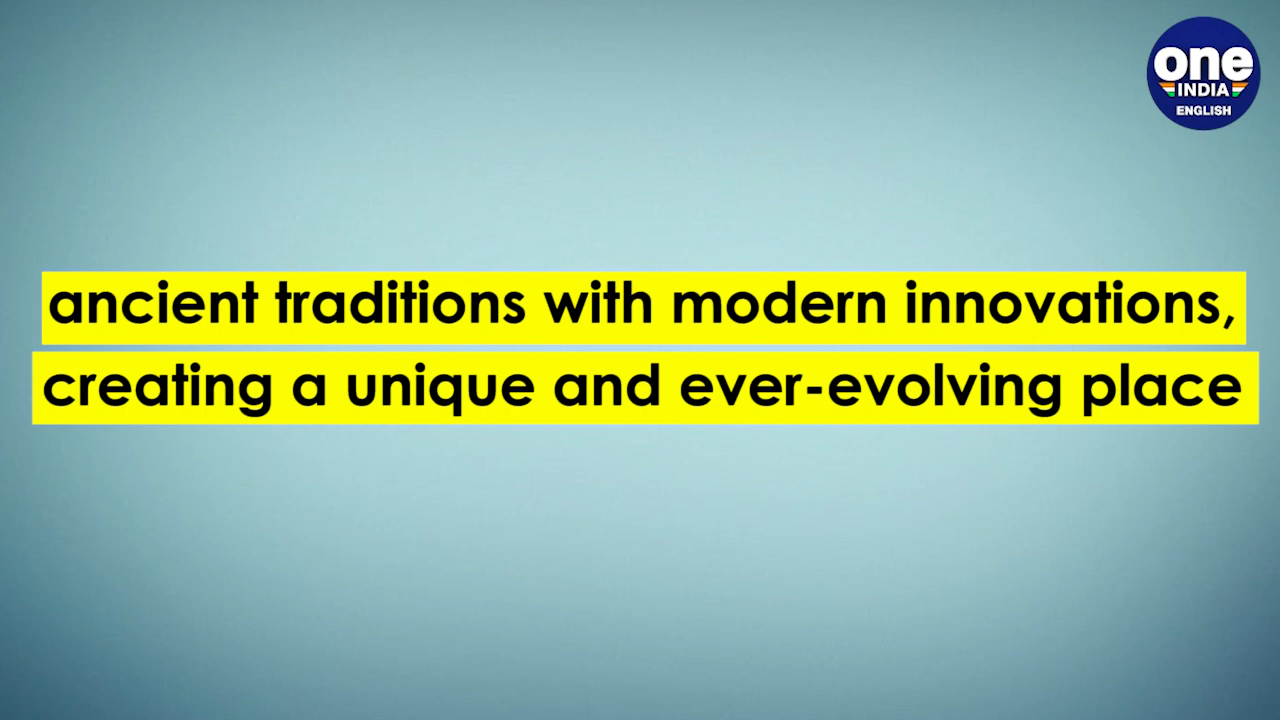 one
INDIA
ENGLISH
ancient traditions with modern innovations,
creating a unique and ever-evolving place